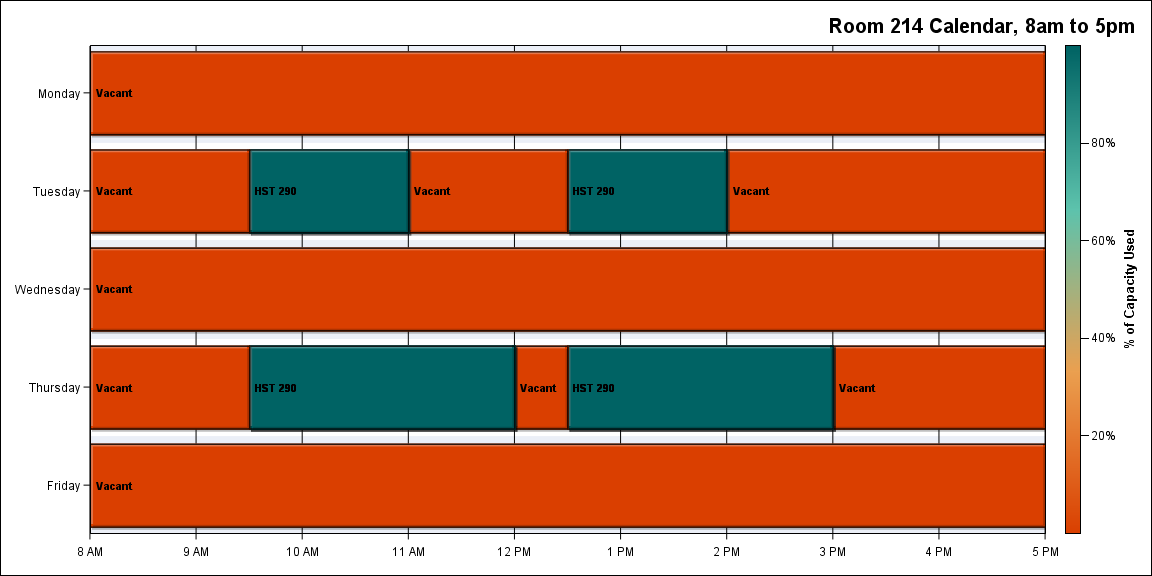 Room 214 Calendar, 8am to 5pm
Monday
Vacant
Tuesday
Vacant
HST 290
Vacant
HST 290
Vacant
Wednesday
Vacant
Thursday
Vacant
HST 290
Vacant
HST 290
Vacant
Friday
Vacant
8 AM
9 AM
10 AM
11 AM
12 PM
1 PM
2 PM
3 PM
4 PM
5 PM
80%
60%
40%
20%
% of Capacity Used